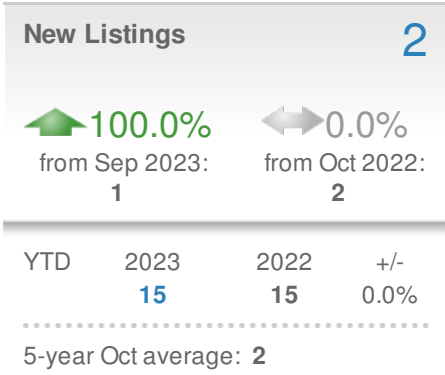 New Listings 2
100.0% 0.0%
from Sep 2023: from Oct 2022:
1 2
YTD 2023 2022 +/-
15 15 0.0%
5-year Oct average: 2